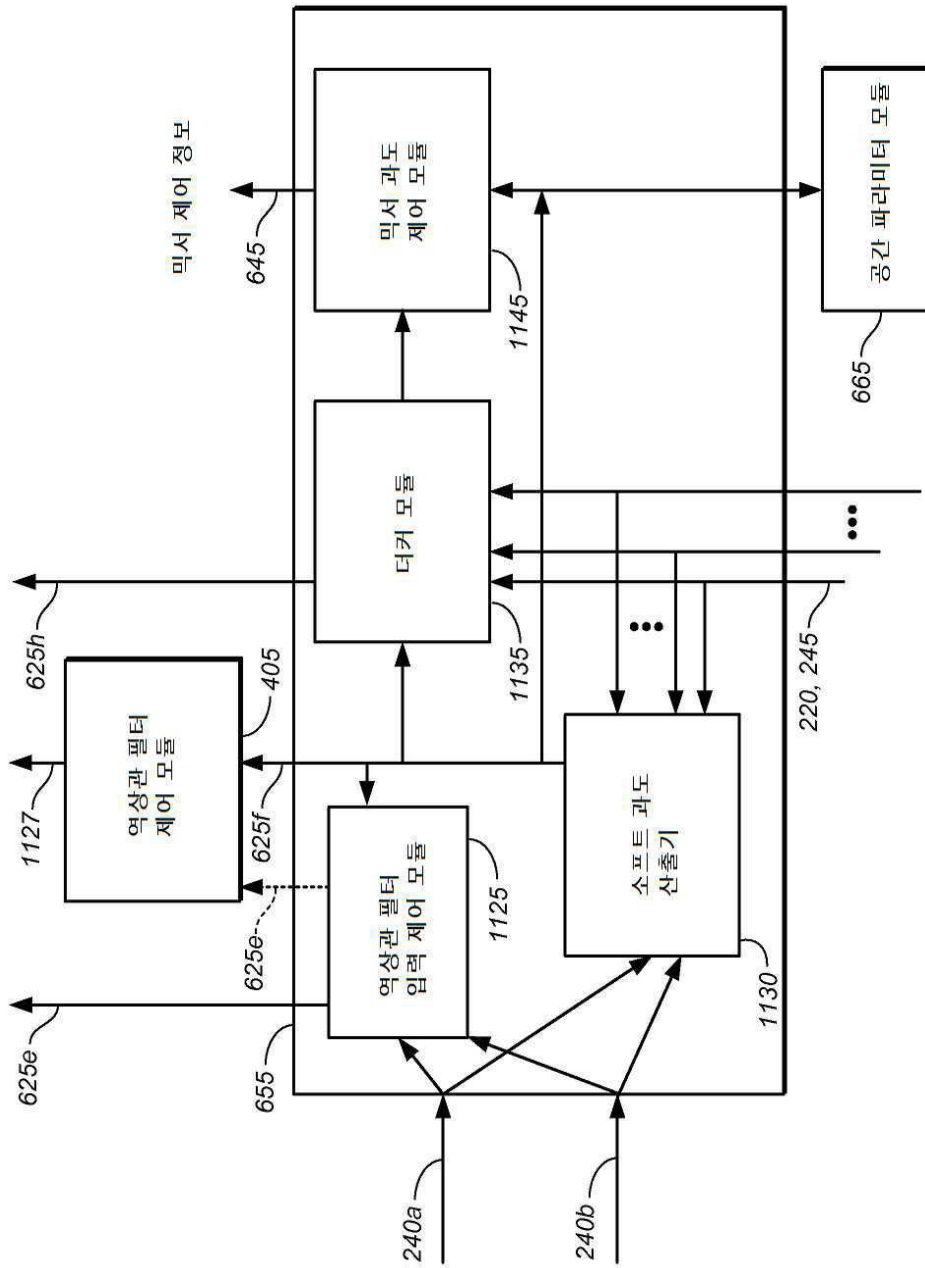 믹서 제어 정보
645
믹서 과도
제어 모듈
1145
공간 파라미터 모듈
665
625h
더커 모듈
1135
220, 245
1127
역상관 필터
제어 모듈
405
625f
625e
625e
655
역상관 필터
입력 제어 모듈
1125
소프트 과도
산출기
1130
240a
240b